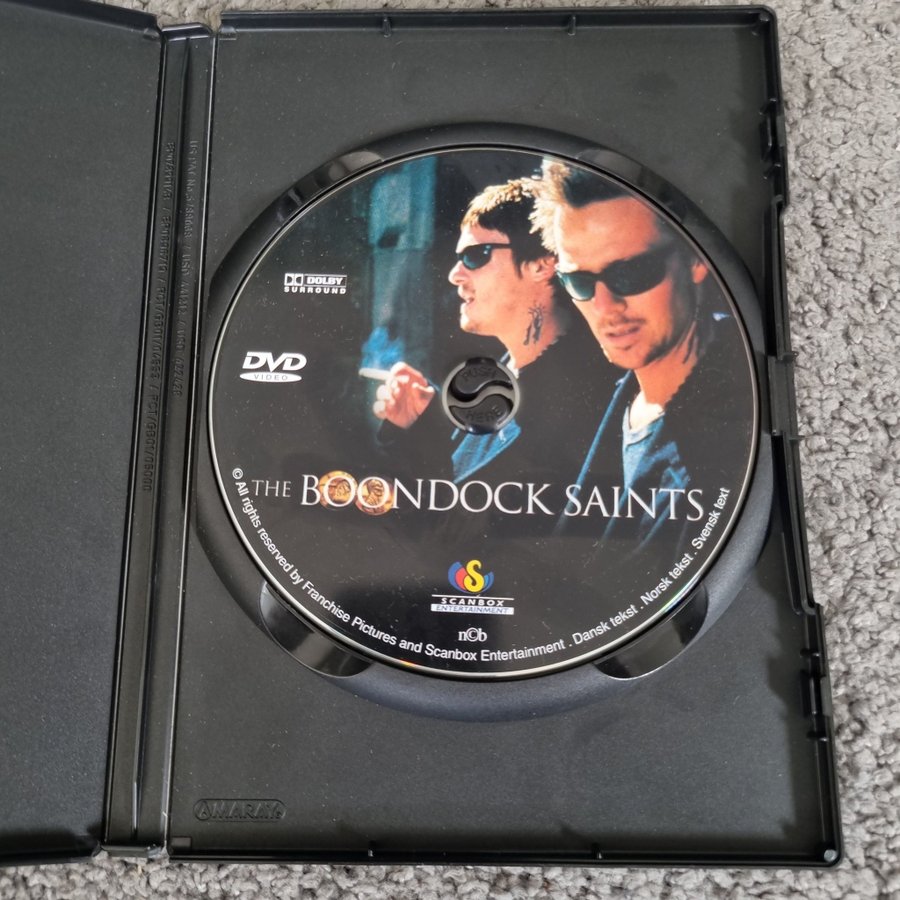 DOLBY
SURROUND
DVD
VIDEO
PUSH
HERE
THE BOONDOCK SAINTS
S
SCANBOX
ENTERTAINMENT
n©b
© All rights reserved by Franchise Pictures and Scanbox Entertainment . Dansk tekst . Norsk tekst . Svensk text
AMARAY